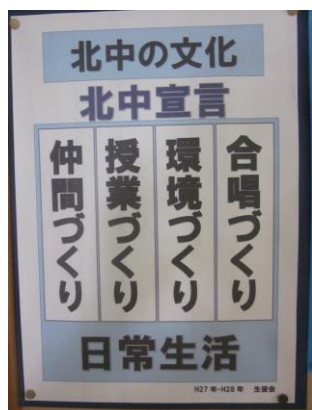 北中の文化
北中宣言
合唱づくり
環境づくり
授業づくり
仲間づくり
日常生活
H27年-H28年 生徒会